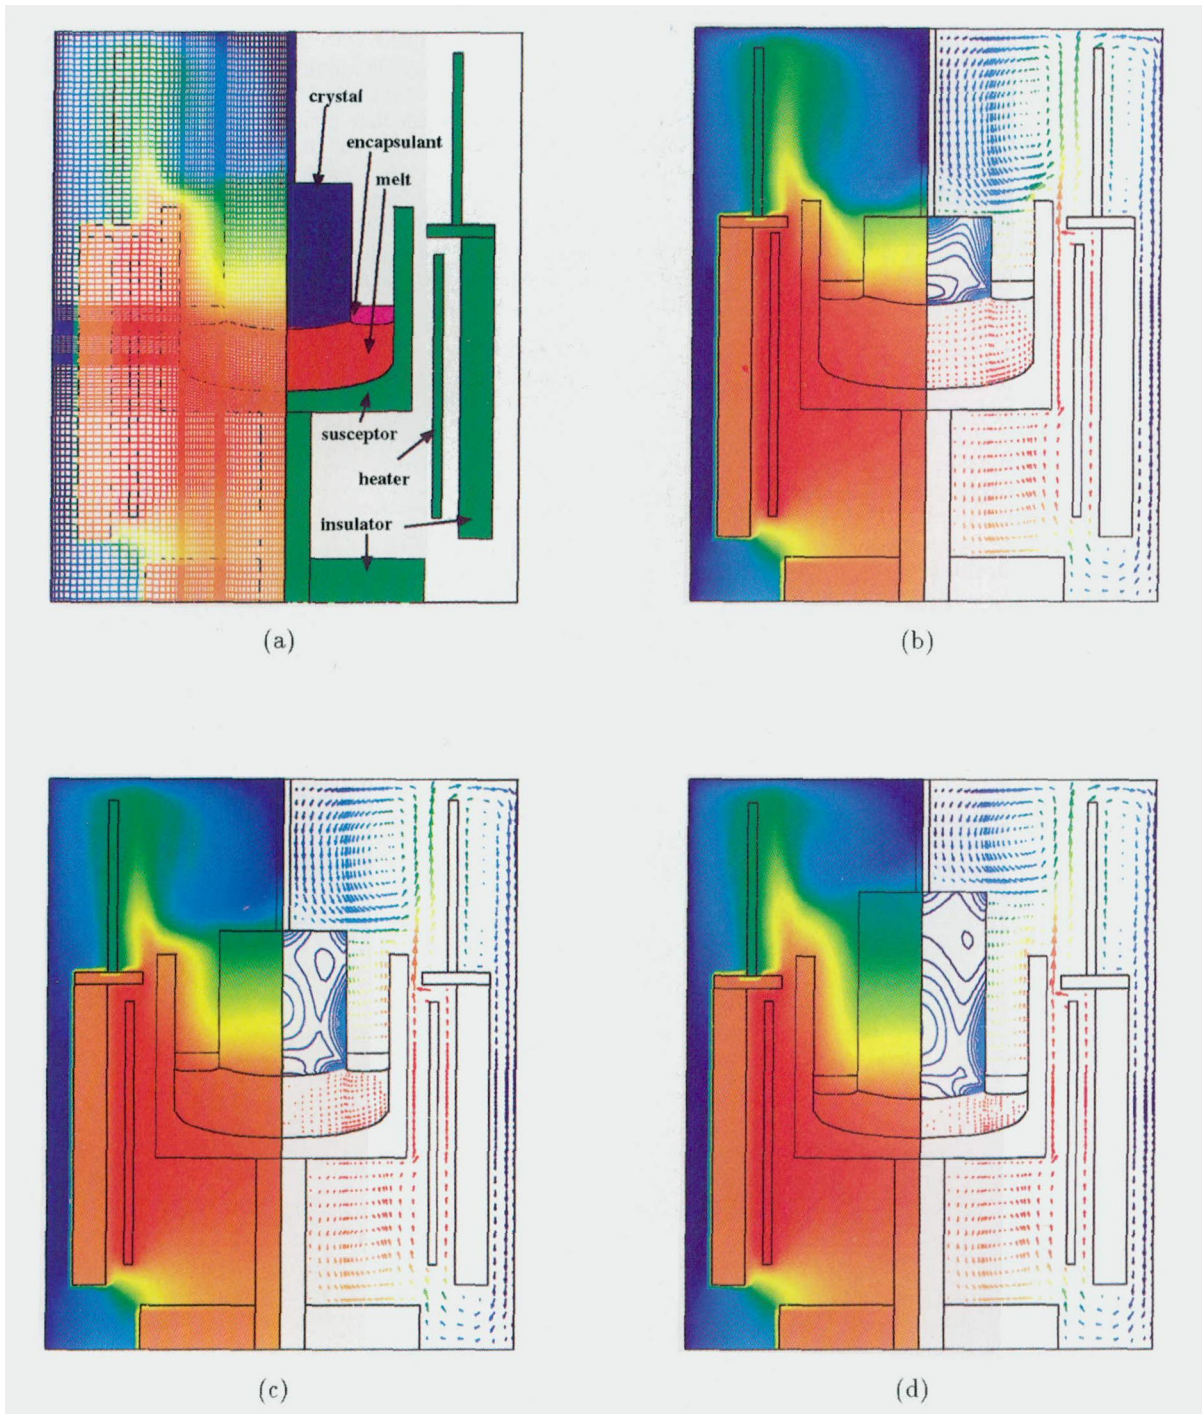 crystal
encapsulant
melt
susceptor
heater
insulator
(a)
(b)
(c)
(d)